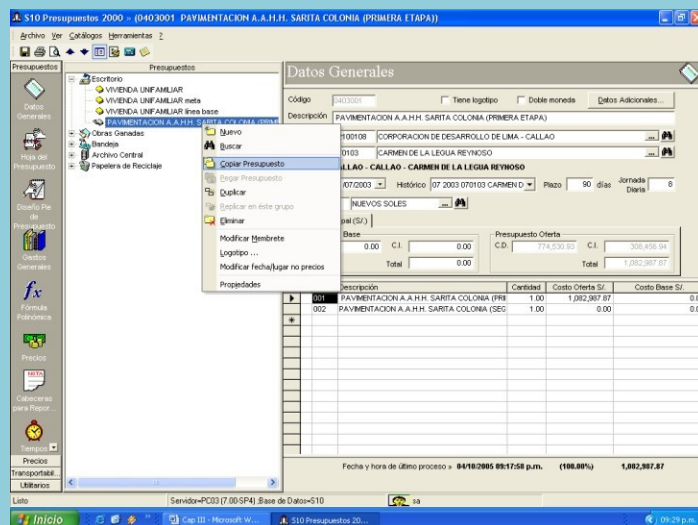 S10 Presupuestos 2000 » (0403001 PAVIMENTACION A.A.H.H. SARITA COLONIA (PRIMERA ETAPA))
Archivo Ver Catálogos Herramientas ?
Presupuestos
Datos Generales
Hoja del Presupuesto
Diseño Pie de Presupuesto
Gastos Generales
fx
Fórmula Polinómica
Precios
NOTA
Cabeceras para Repor...
Tiempos
Precios
Transportabil...
Utilitarios
Presupuestos
Escritorio
VIVIENDA UNIFAMILIAR
VIVIENDA UNIFAMILIAR meta
VIVIENDA UNIFAMILIAR línea base
PAVIMENTACION A.A.H.H. SARITA COLONIA (PRIM
Obras Ganadas
Bandeja
Archivo Central
Papelera de Reciclaje
Nuevo
Buscar
Copiar Presupuesto
Pegar Presupuesto
Duplicar
Replicar en éste grupo
Eliminar
Modificar Membrete
Logotipo ...
Modificar fecha/lugar no precios
Propiedades
Datos Generales
Código 0403001 Tiene logotipo Doble moneda Datos Adicionales...
Descripción PAVIMENTACION A.A.H.H. SARITA COLONIA (PRIMERA ETAPA)
100108 CORPORACION DE DESARROLLO DE LIMA - CALLAO ...
70103 CARMEN DE LA LEGUA REYNOSO
CALLAO - CALLAO - CARMEN DE LA LEGUA REYNOSO
/07/2003 Histórico 07 2003 070103 CARMEN D Plazo 90 días Jornada Diaria 8
NUEVOS SOLES ...
pal (S/.)
Base
0.00 C.I. 0.00
Total 0.00
Presupuesto Oferta
C.D. 774,530.93 C.I. 308,456.94
Total 1,082,987.87
Descripción Cantidad Costo Oferta S/. Costo Base S/.
001 PAVIMENTACION A.A.H.H. SARITA COLONIA (PRI 1.00 1,082,987.87 0.0
002 PAVIMENTACION A.A.H.H. SARITA COLONIA (SEG 1.00 0.00 0.0
Fecha y hora de último proceso » 04/10/2005 09:17:58 p.m. (100.00%) 1,082,987.87
Listo Servidor=PC03 (7.00-SP4) ;Base de Datos=S10 sa
Inicio Cap III - Microsoft W... S10 Presupuestos 20... 09:29 p.m.